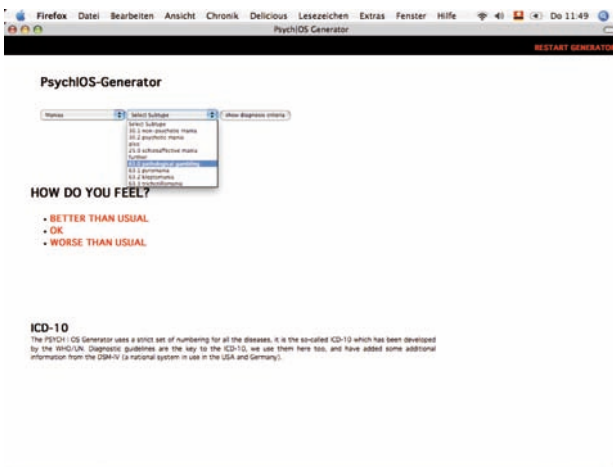 Firefox Datei Bearbeiten Ansicht Chronik Delicious Lesezeichen Extras Fenster Hilfe Do 11:49
Psych|OS Generator
RESTART GENERATOR
PsychIOS-Generator
Manias Select Subtype show diagnosis criteria
Select Subtype
30.1 non-psychotic mania
30.2 psychotic mania
also
25.0 schizoaffective mania
further
63.0 pathological gambling
63.1 pyromania
63.2 kleptomania
63.3 trichotillomania
HOW DO YOU FEEL?
• BETTER THAN USUAL
• OK
• WORSE THAN USUAL
ICD-10
The PSYCH | OS Generator uses a strict set of numbering for all the diseases, it is the so-called ICD-10 which has been developed
by the WHO/UN. Diagnostic guidelines are the key to the ICD-10, we use them here too, and have added some additional
information from the DSM-IV (a national system in use in the USA and Germany).